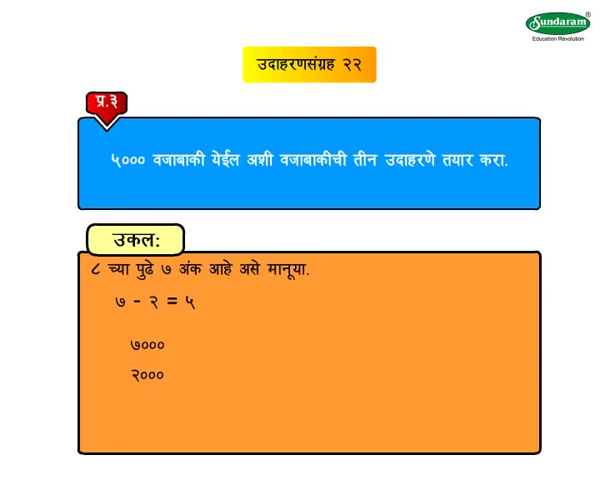 Sundaram®
Education Revolution
उदाहरणसंग्रह २२
प्र.३
५००० वजाबाकी येईल अशी वजाबाकीची तीन उदाहरणे तयार करा.
उकल:
८ च्या पुढे ७ अंक आहे असे मानूया.
७ - २ = ५
७०००
२०००